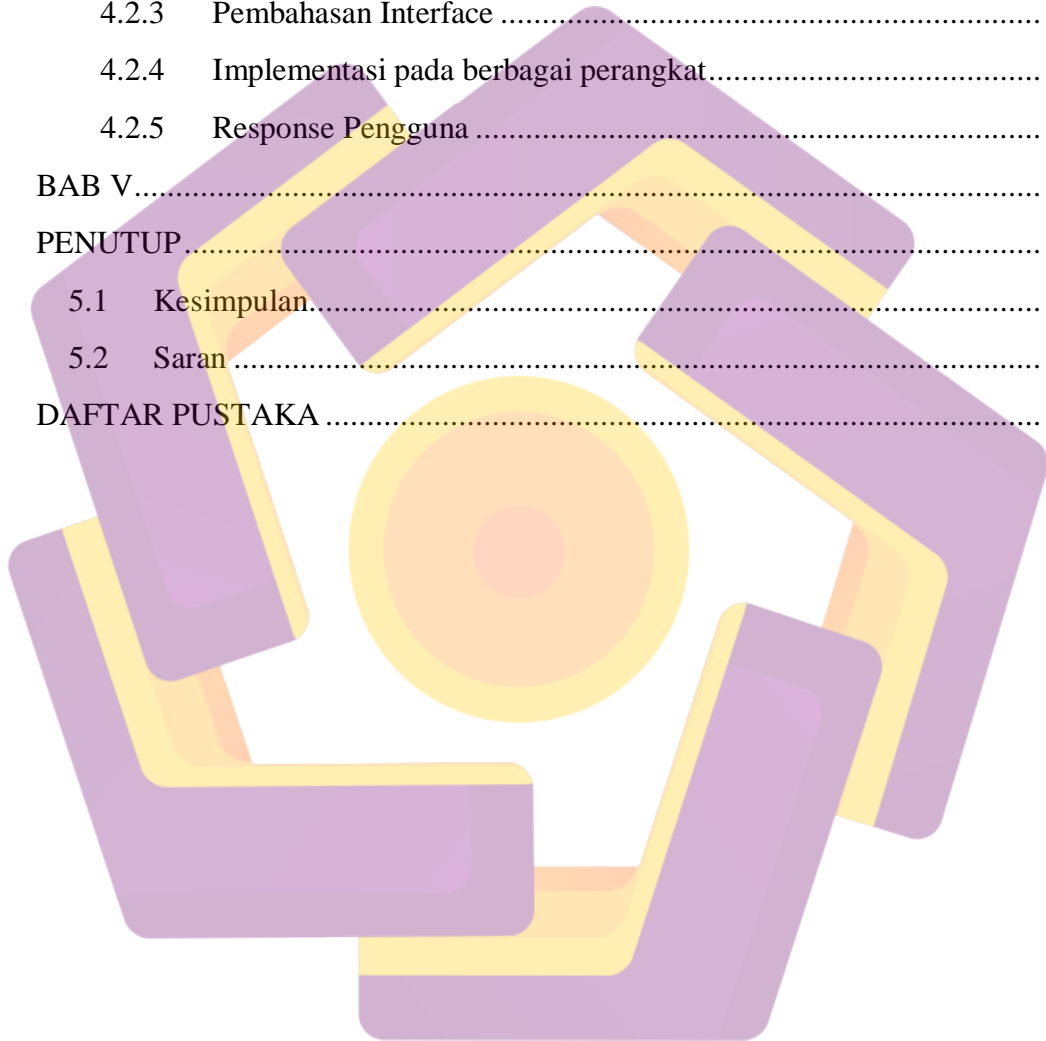 4.2.3 Pembahasan Interface ................................................................
4.2.4 Implementasi pada berbagai perangkat.......................................
4.2.5 Response Pengguna ...................................................................
BAB V............................................................................................................
PENUTUP......................................................................................................
5.1 Kesimpulan.......................................................................................
5.2 Saran ................................................................................................
DAFTAR PUSTAKA .....................................................................................